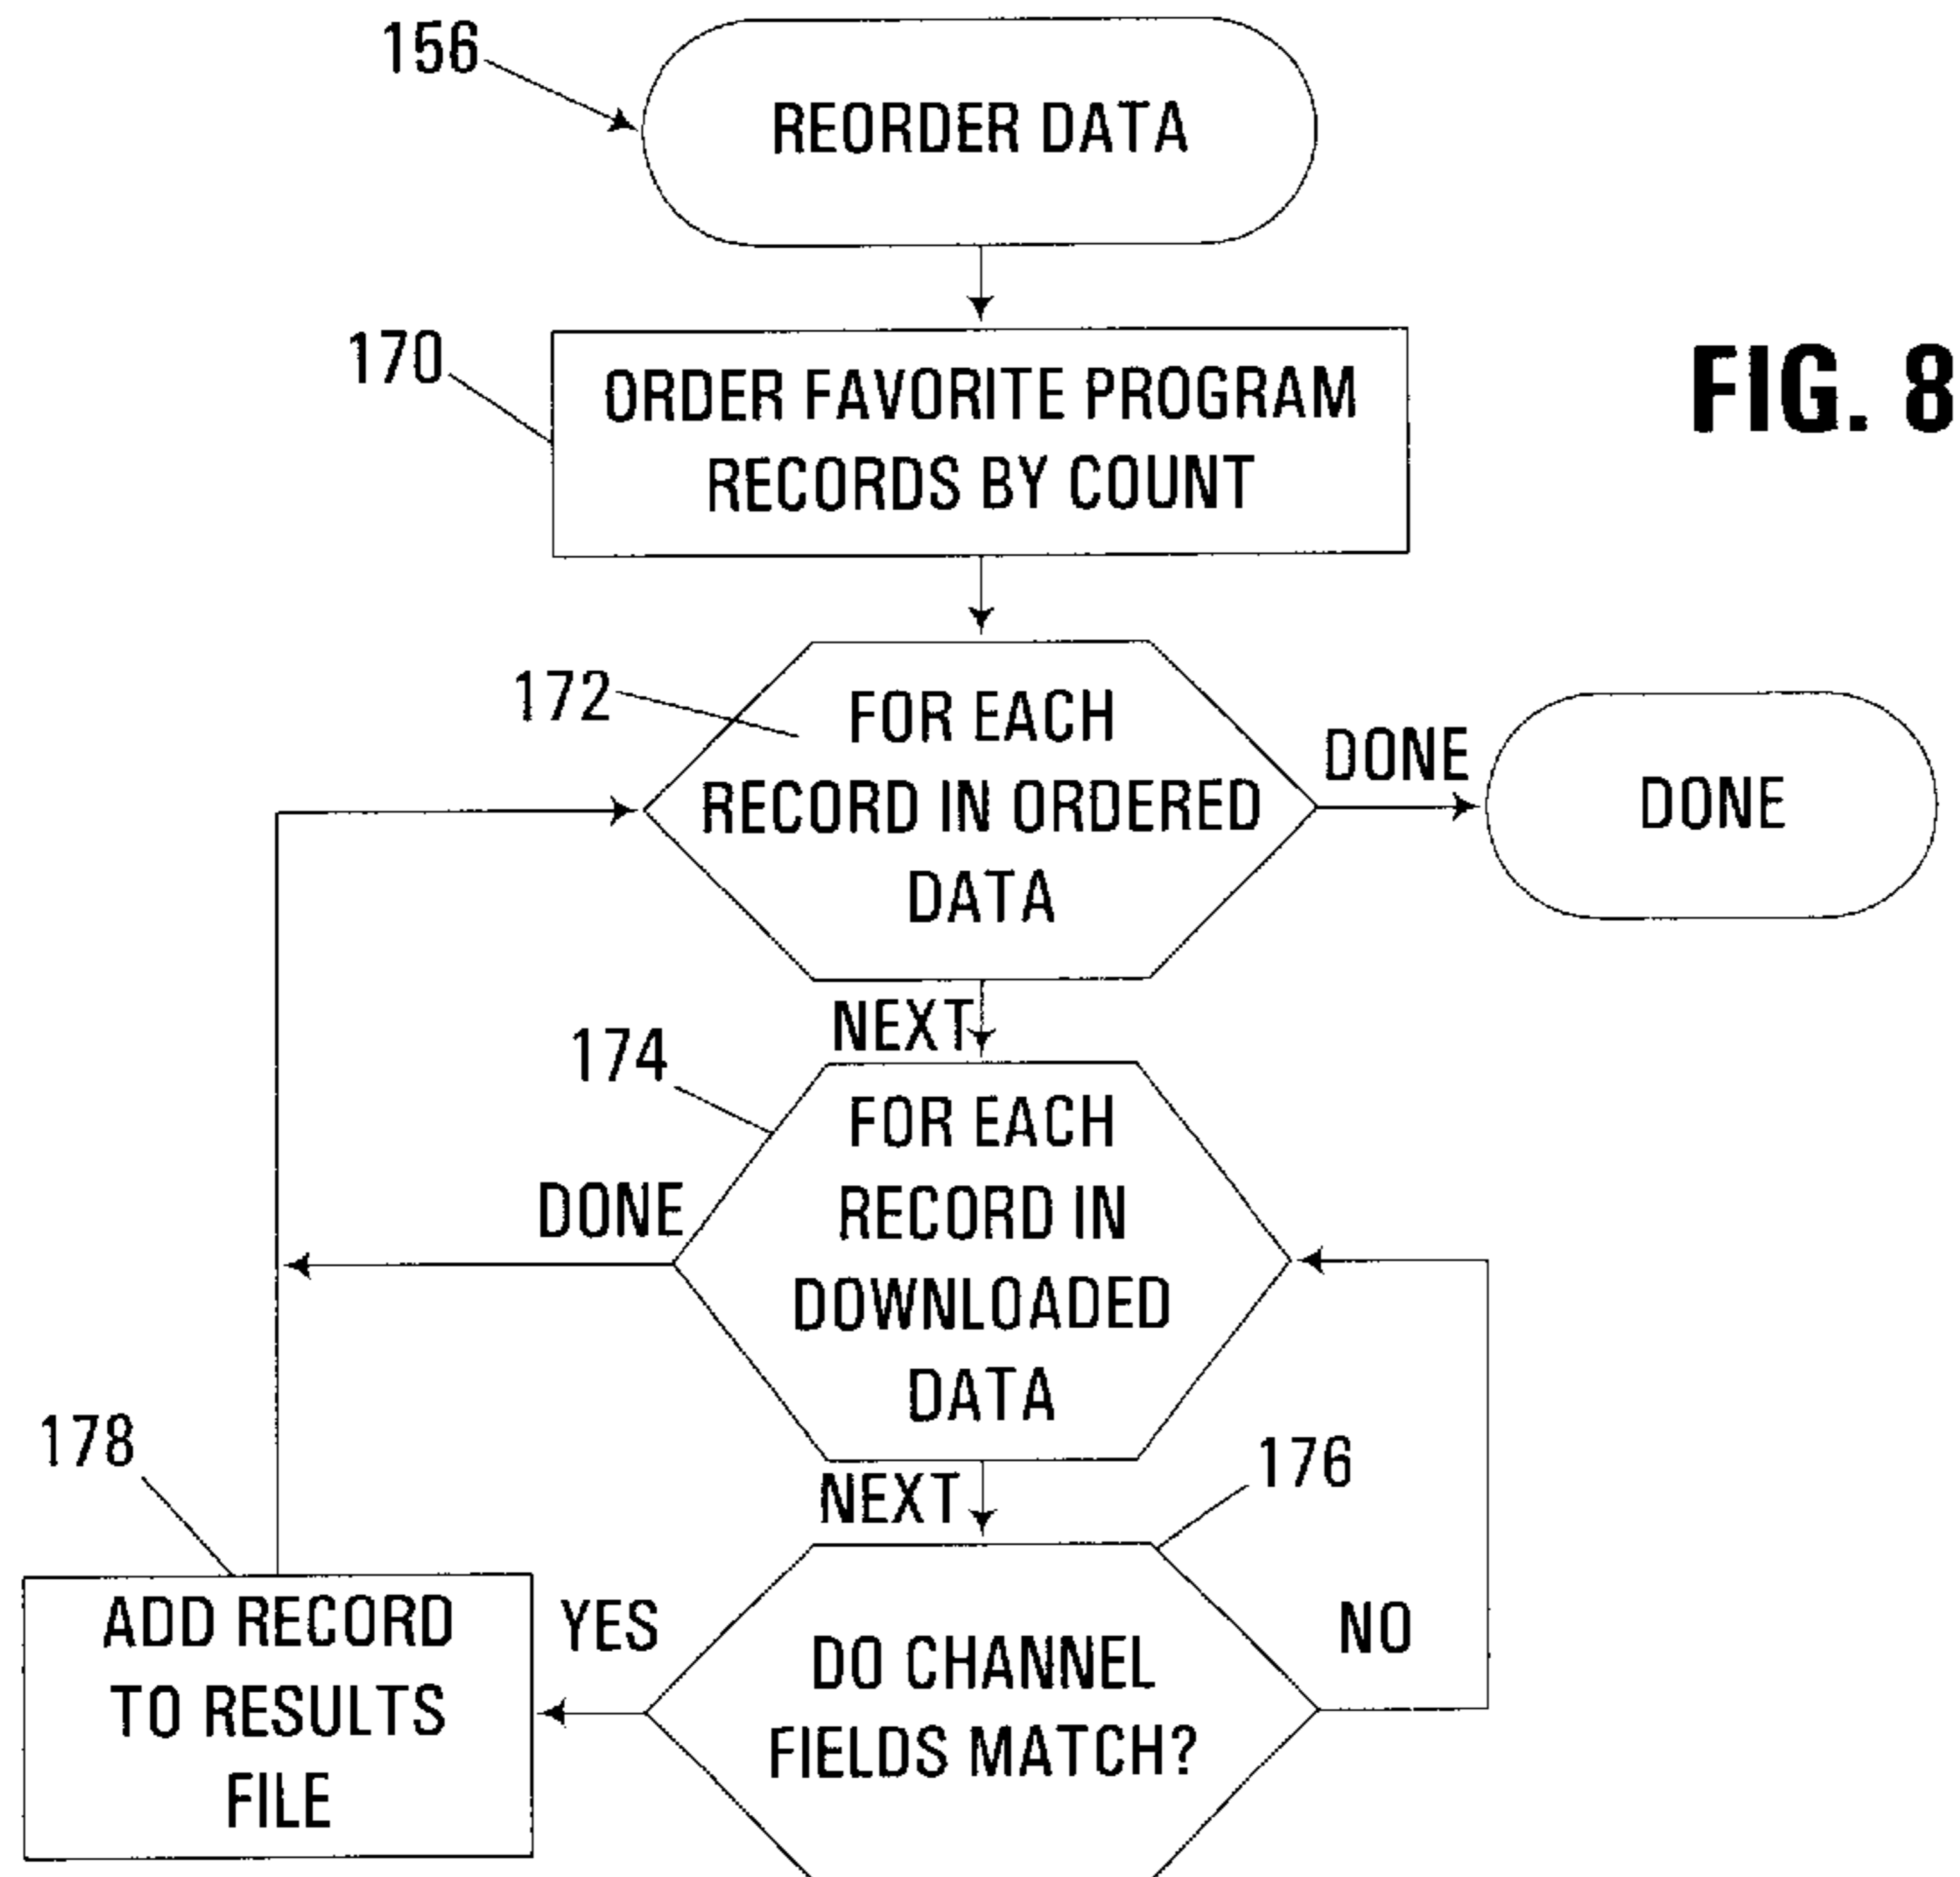 156
REORDER DATA
170
ORDER FAVORITE PROGRAM
RECORDS BY COUNT
FIG. 8
172
FOR EACH
RECORD IN ORDERED
DATA
DONE
DONE
NEXT
174
FOR EACH
RECORD IN
DOWNLOADED
DATA
DONE
NEXT
176
178
ADD RECORD
TO RESULTS
FILE
YES
DO CHANNEL
FIELDS MATCH?
NO